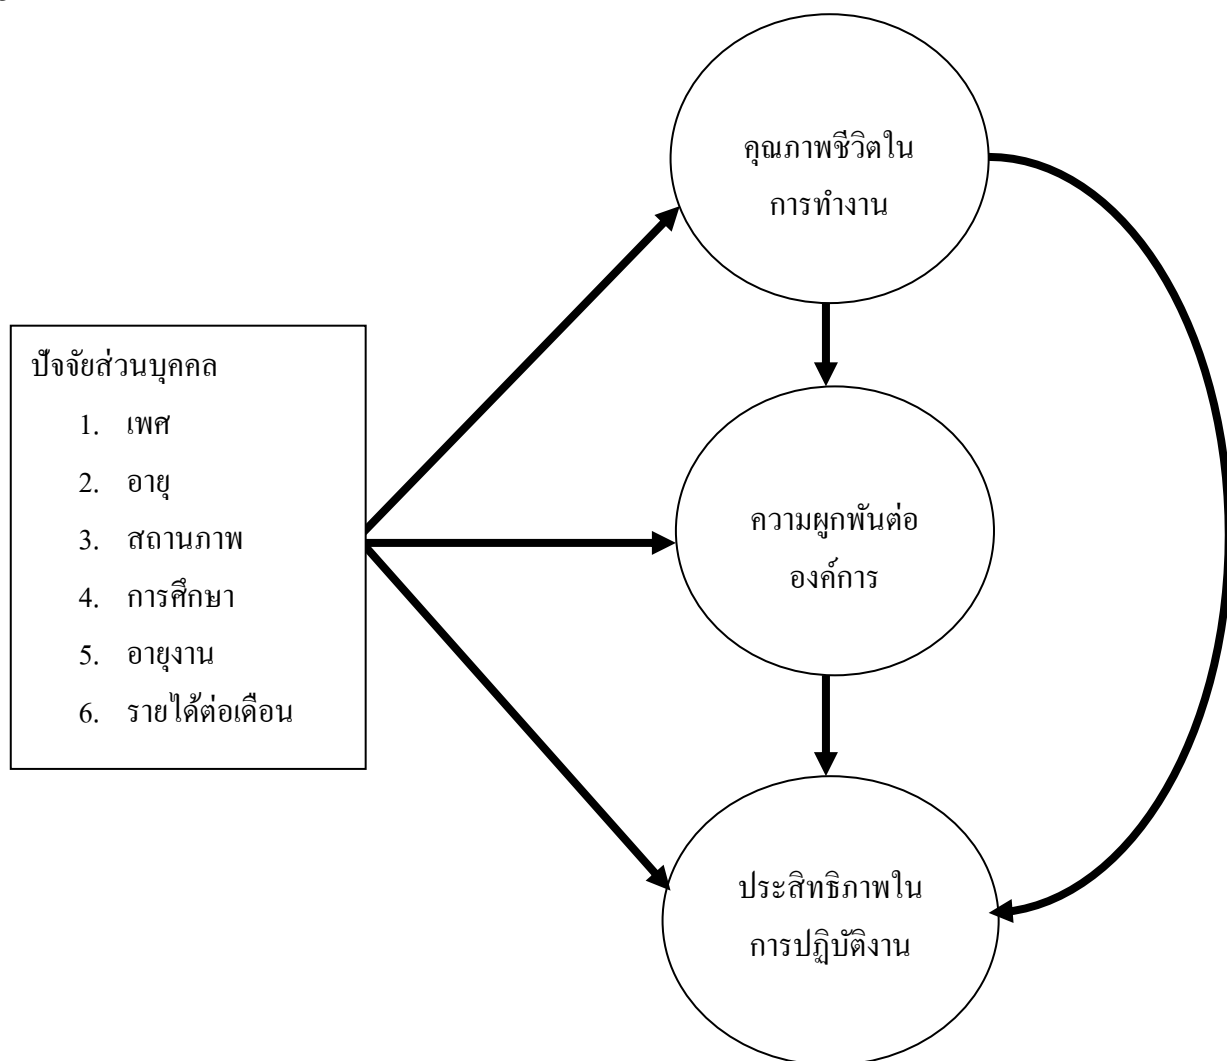 คุณภาพชีวิตใน
การทำงาน
ปัจจัยส่วนบุคคล
1. เพศ
2. อายุ
3. สถานภาพ
4. การศึกษา
5. อายุงาน
6. รายได้ต่อเดือน
ความผูกพันต่อ
องค์การ
ประสิทธิภาพใน
การปฏิบัติงาน